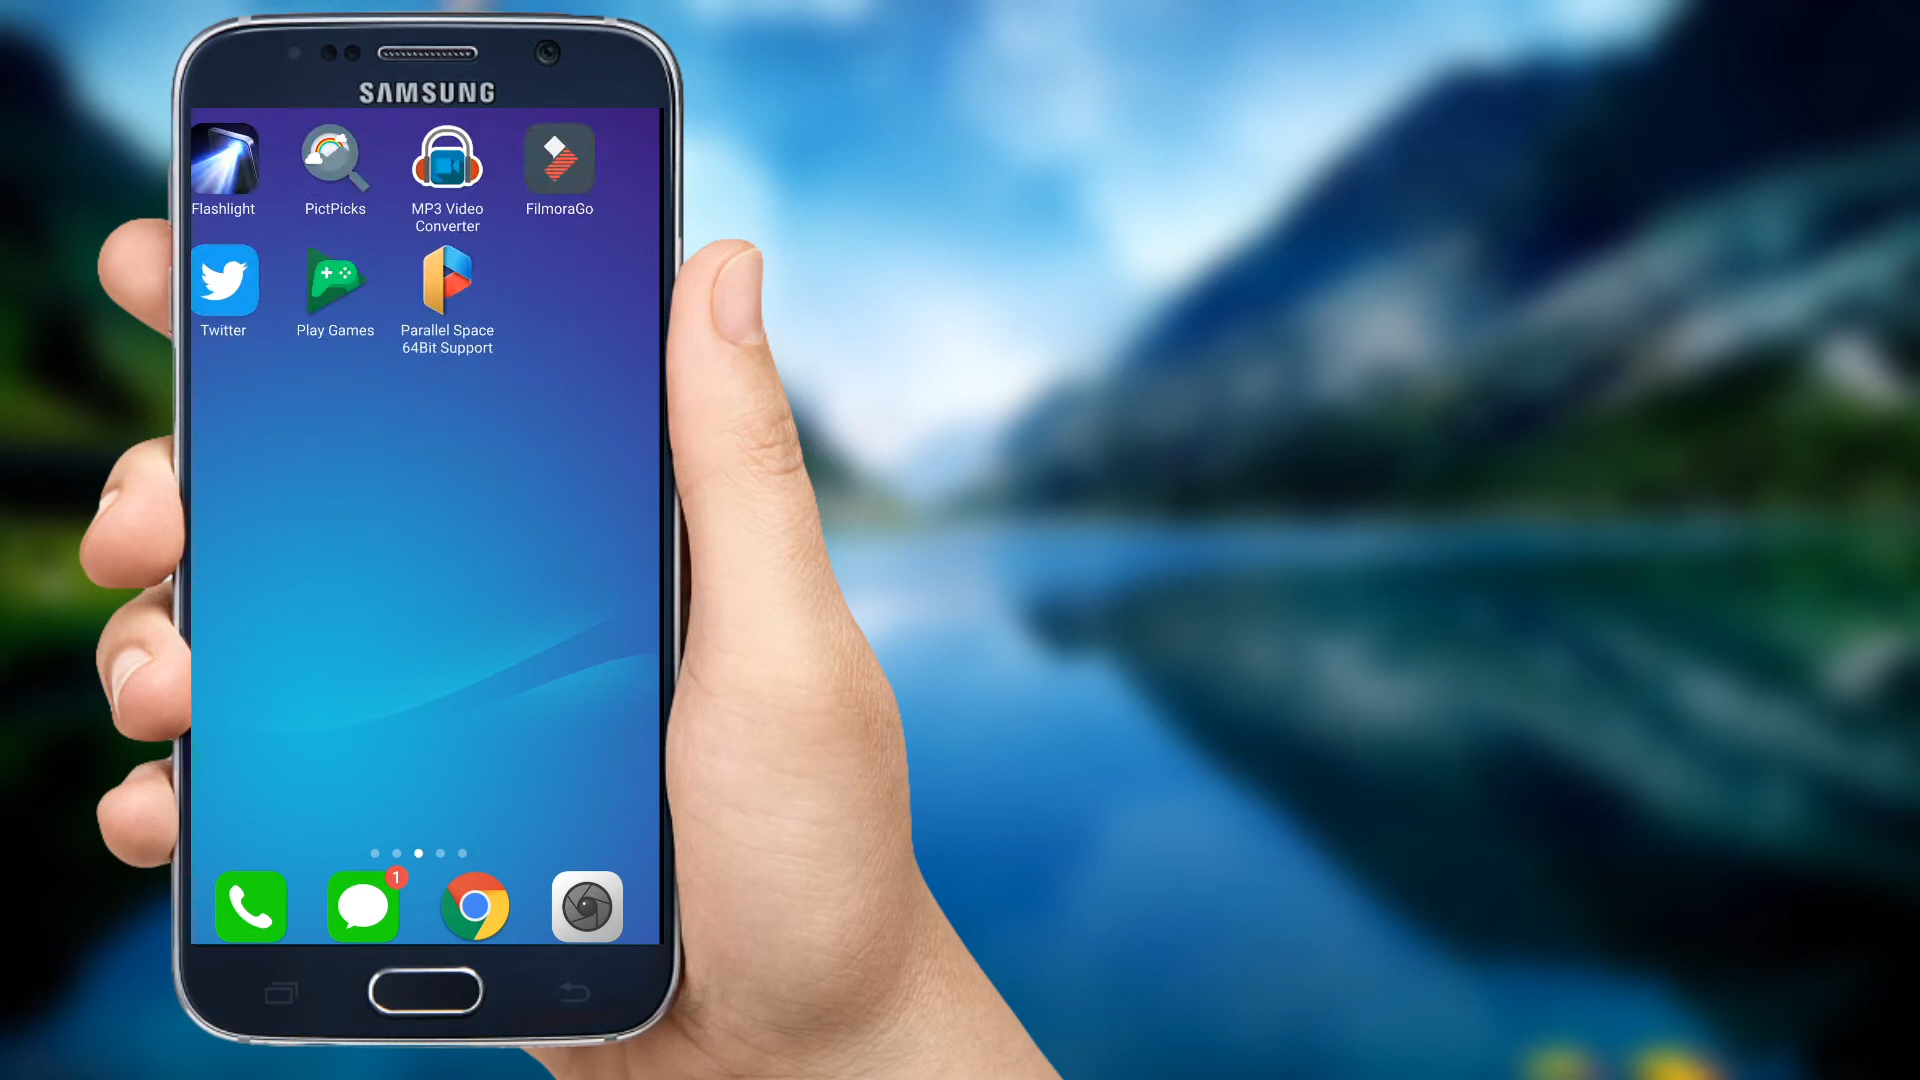 SAMSUNG
Flashlight
PictPicks
MP3 Video
Converter
FilmoraGo
Twitter
Play Games
Parallel Space
64Bit Support
1